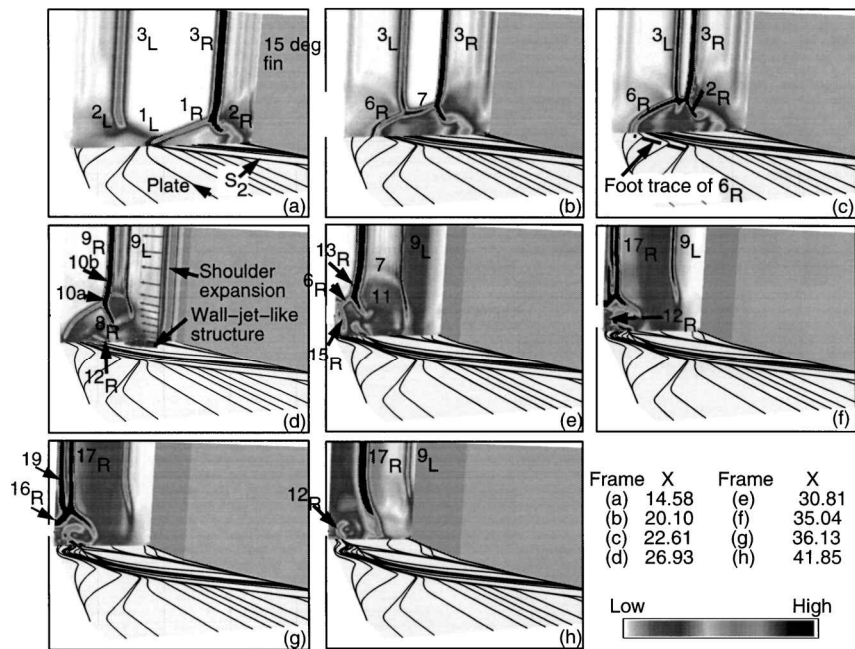 3L 3R 15 deg
fin
2L 1L 1R 2R
Plate S2
(a)
3L 3R
6R 7
(b)
3L 3R
6R 2R
Foot trace of 6R
(c)
9R 9L
10b
10a
Shoulder
expansion
Wall–jet–like
structure
8R
12R
(d)
13R 7 9L
6R
11
15R
(e)
17R 9L
12R
(f)
19 17R
16R
(g)
17R 9L
12R
(h)
Frame X Frame X
(a) 14.58 (e) 30.81
(b) 20.10 (f) 35.04
(c) 22.61 (g) 36.13
(d) 26.93 (h) 41.85
Low High